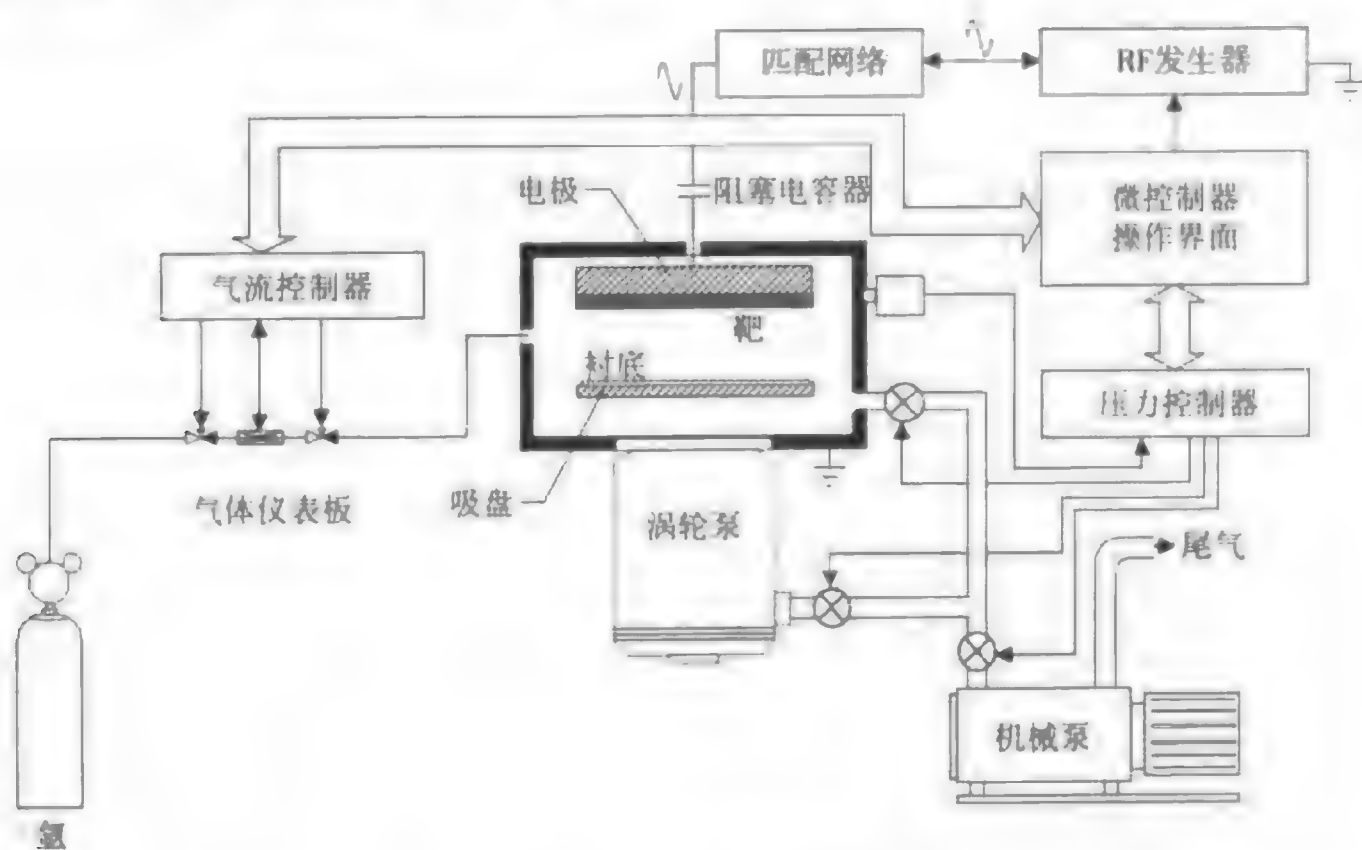 匹配网络
RF发生器
电极
阻塞电容器
微控制器
操作界面
气流控制器
靶
衬底
压力控制器
气体仪表板
吸盘
涡轮泵
尾气
机械泵
氩